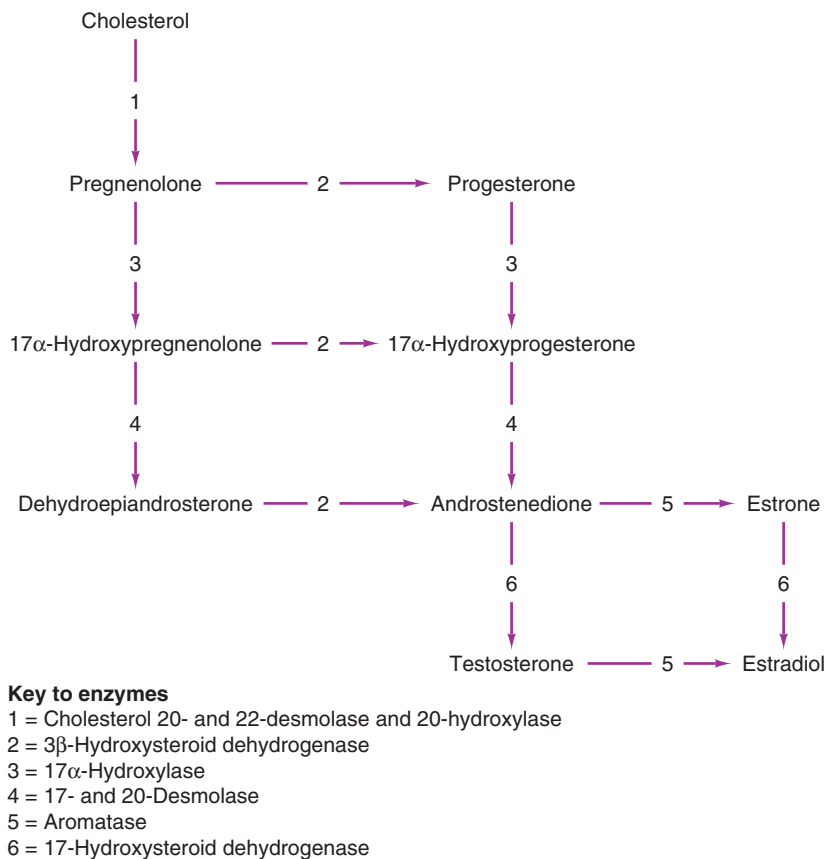 Cholesterol
1
Pregnenolone 2 Progesterone
3 3
17α-Hydroxypregnenolone 2 17α-Hydroxyprogesterone
4 4
Dehydroepiandrosterone 2 Androstenedione 5 Estrone
6 6
Testosterone 5 Estradiol
Key to enzymes
1 = Cholesterol 20- and 22-desmolase and 20-hydroxylase
2 = 3β-Hydroxysteroid dehydrogenase
3 = 17α-Hydroxylase
4 = 17- and 20-Desmolase
5 = Aromatase
6 = 17-Hydroxysteroid dehydrogenase